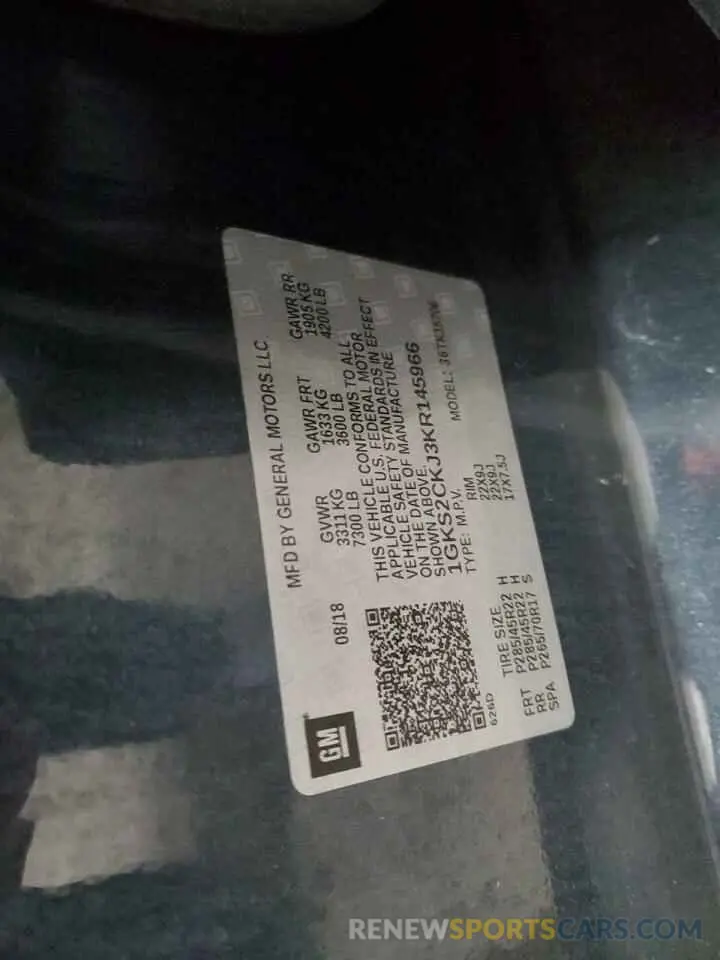 MFD BY GENERAL MOTORS LLC.
GM
08/18
GVWR GAWR FRT GAWR RR
3311 KG 1633 KG 1905 KG
7300 LB 3600 LB 4200 LB
THIS VEHICLE CONFORMS TO ALL
APPLICABLE U.S. FEDERAL MOTOR
VEHICLE SAFETY STANDARDS IN EFFECT
ON THE DATE OF MANUFACTURE
SHOWN ABOVE.
1GKS2CKJ3KR145966
TYPE: M.P.V. MODEL:
626D
TIRE SIZE RIM
FRT P285/45R22 H 22X9J
RR P285/45R22 H 22X9J
SPA P265/70R17 S 17X7.5J
RENEWSPORTSCARS.COM